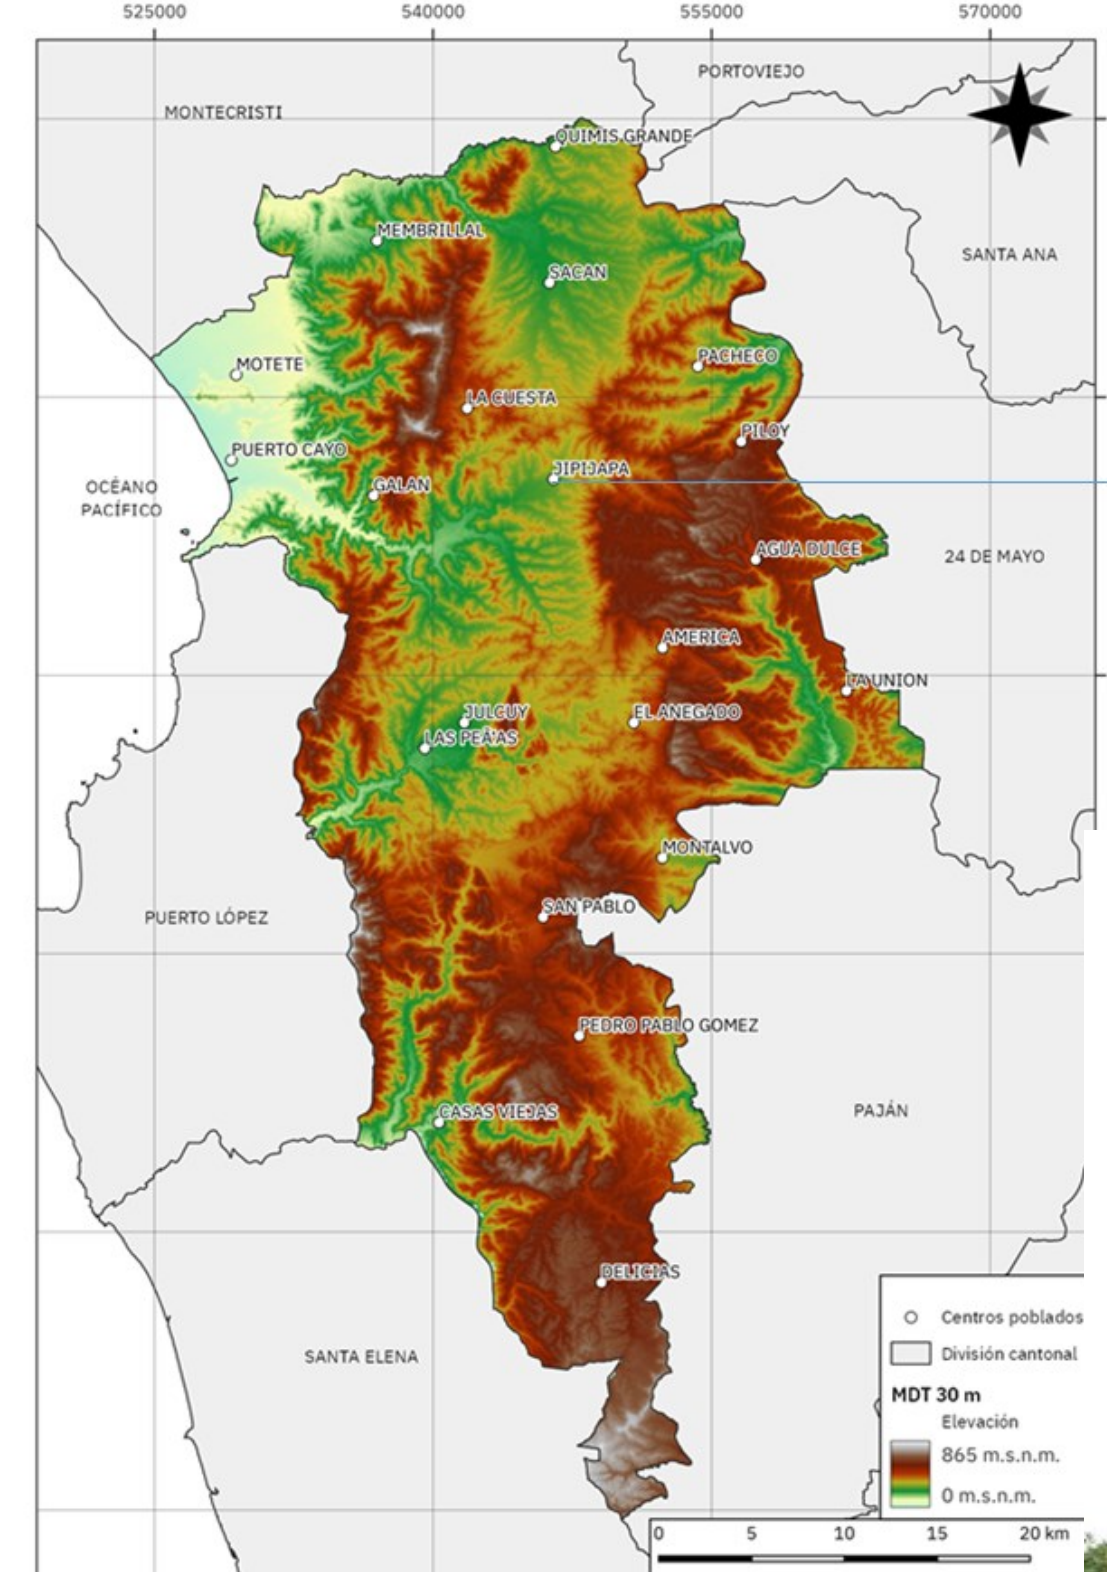 525000
540000
555000
570000
PORTOVIEJO
MONTECRISTI
QUIMIS GRANDE
MEMBRILLAL
SANTA ANA
SACAN
PACHECO
MOTETE
LA CUESTA
PILOY
PUERTO CAYO
JIPIJAPA
GALAN
OCÉANO
PACÍFICO
AGUA DULCE
24 DE MAYO
AMERICA
LA UNION
JULCUY
EL ANEGADO
LAS PEÃ'AS
MONTALVO
SAN PABLO
PUERTO LÓPEZ
PEDRO PABLO GOMEZ
CASAS VIEJAS
PAJÁN
DELICIAS
SANTA ELENA
Centros poblados
División cantonal
MDT 30 m
Elevación
865 m.s.n.m.
0 m.s.n.m.
0 5 10 15 20 km